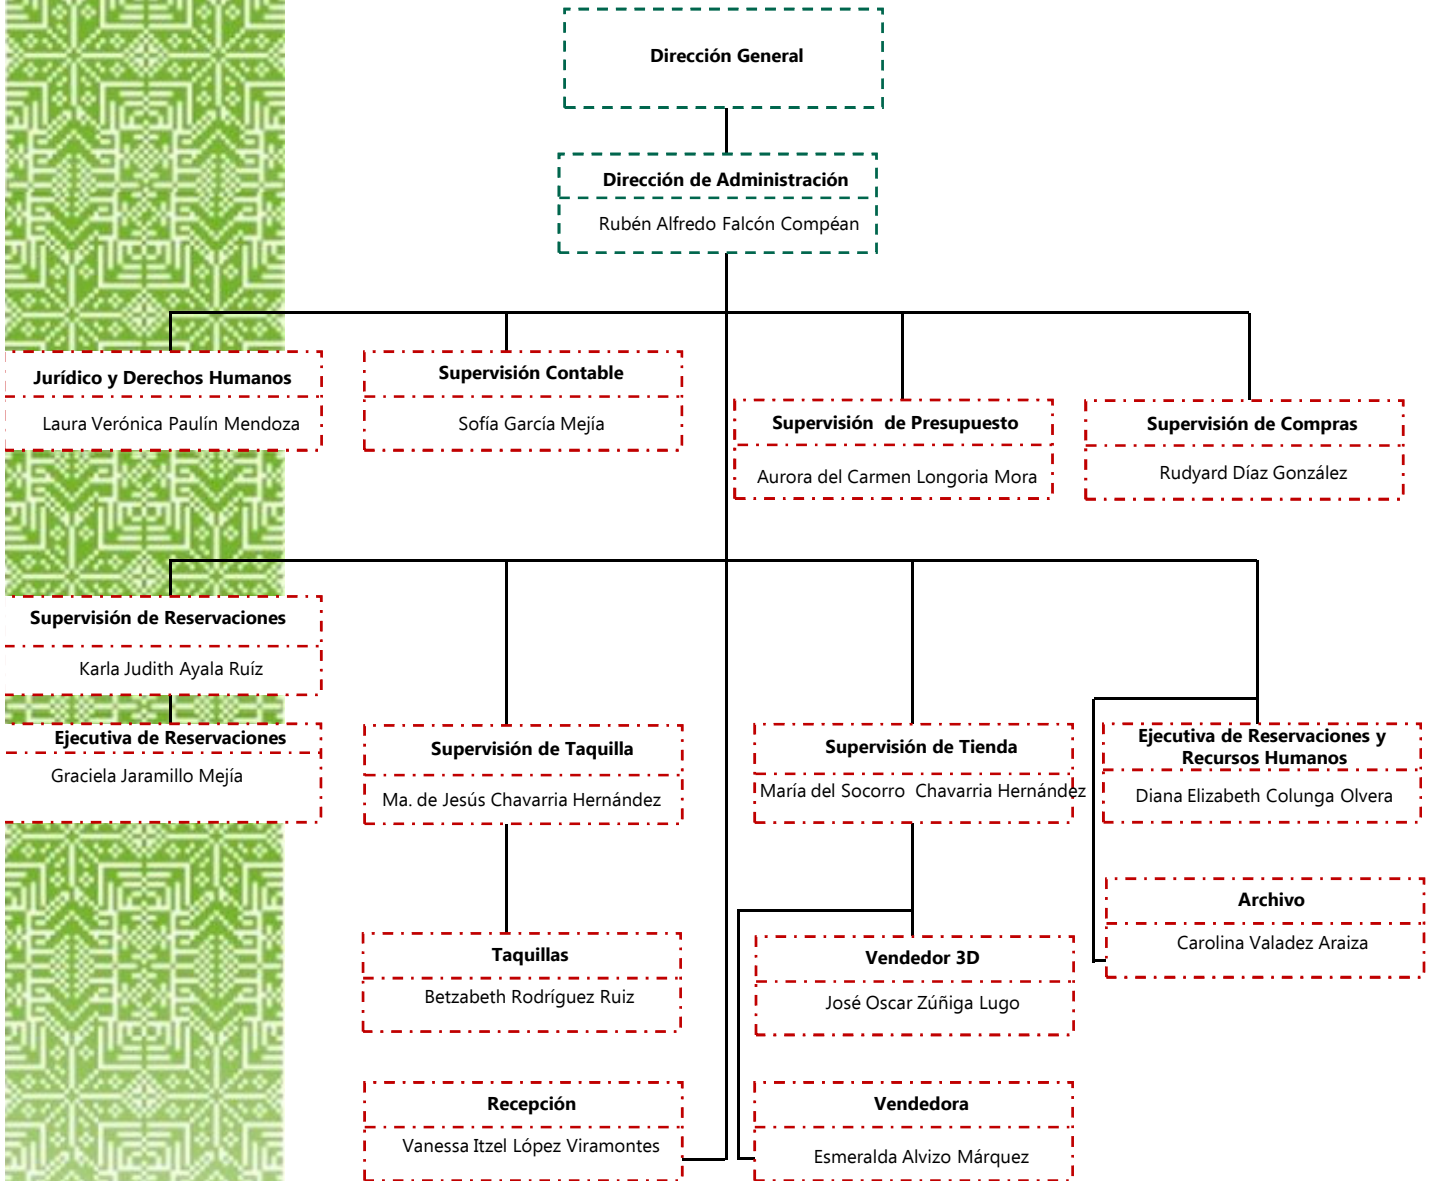 Dirección General
Dirección de Administración
Rubén Alfredo Falcón Compéan
Jurídico y Derechos Humanos
Laura Verónica Paulín Mendoza
Supervisión Contable
Sofía García Mejía
Supervisión de Presupuesto
Aurora del Carmen Longoria Mora
Supervisión de Compras
Rudyard Díaz González
Supervisión de Reservaciones
Karla Judith Ayala Ruíz
Ejecutiva de Reservaciones
Graciela Jaramillo Mejía
Supervisión de Taquilla
Ma. de Jesús Chavarria Hernández
Supervisión de Tienda
María del Socorro Chavarria Hernández
Ejecutiva de Reservaciones y
Recursos Humanos
Diana Elizabeth Colunga Olvera
Archivo
Carolina Valadez Araiza
Taquillas
Betzabeth Rodríguez Ruiz
Vendedor 3D
José Oscar Zúñiga Lugo
Recepción
Vanessa Itzel López Viramontes
Vendedora
Esmeralda Alvizo Márquez